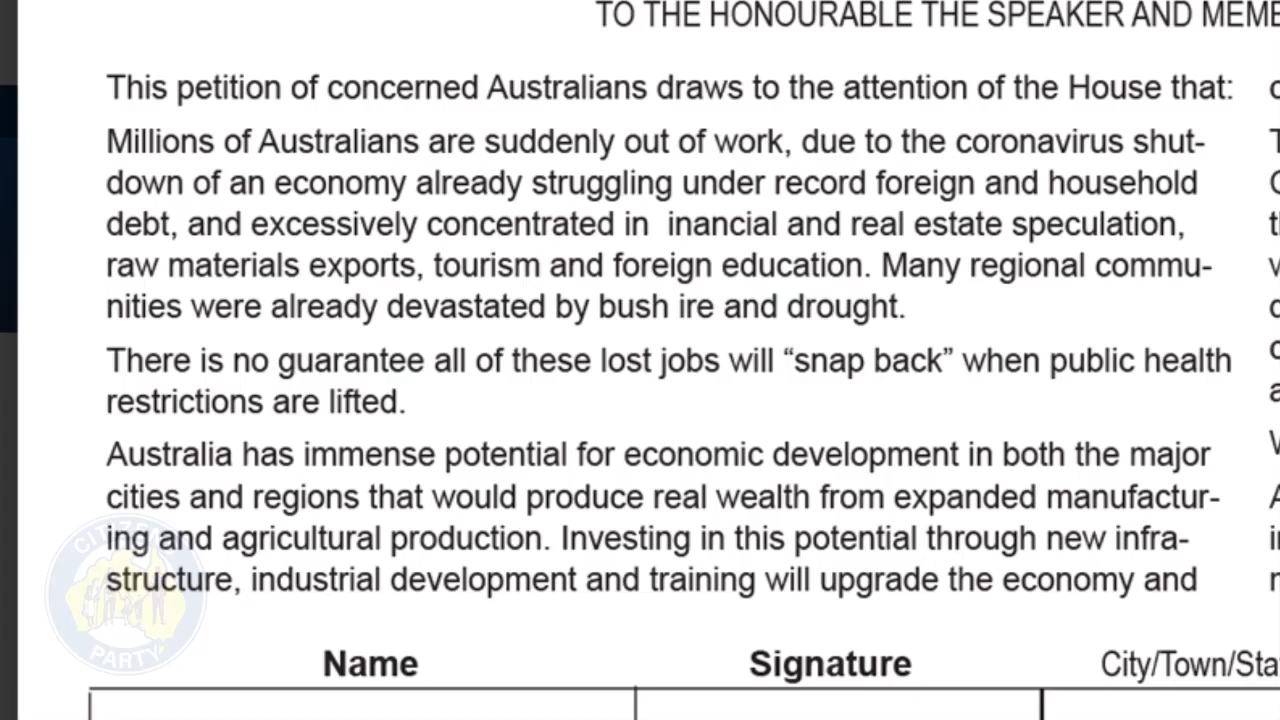 TO THE HONOURABLE THE SPEAKER AND MEME
This petition of concerned Australians draws to the attention of the House that:
Millions of Australians are suddenly out of work, due to the coronavirus shut-
down of an economy already struggling under record foreign and household
debt, and excessively concentrated in  inancial and real estate speculation,
raw materials exports, tourism and foreign education. Many regional commu-
nities were already devastated by bush ire and drought.
There is no guarantee all of these lost jobs will “snap back” when public health
restrictions are lifted.
Australia has immense potential for economic development in both the major
cities and regions that would produce real wealth from expanded manufactur-
ing and agricultural production. Investing in this potential through new infra-
structure, industrial development and training will upgrade the economy and
CITIZENS
PARTY
Name Signature City/Town/Sta